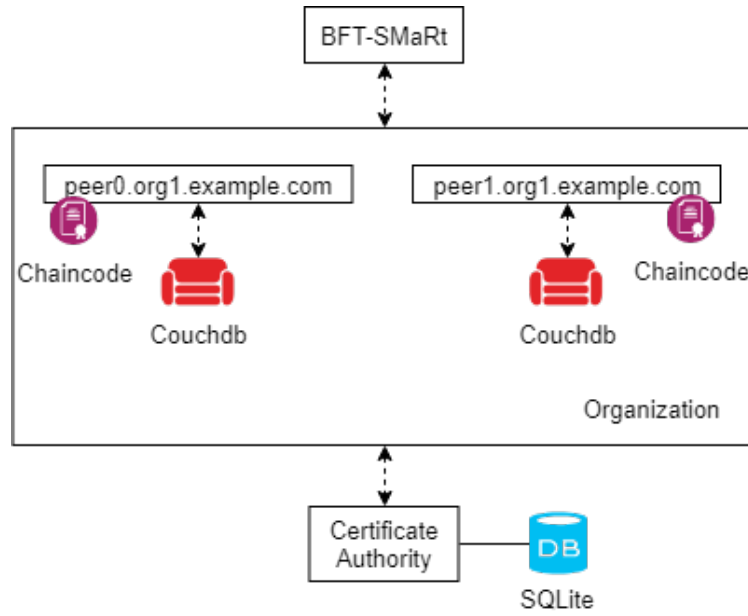 BFT-SMaRt
peer0.org1.example.com
peer1.org1.example.com
Chaincode
Chaincode
Couchdb
Couchdb
Organization
Certificate
Authority
DB
SQLite